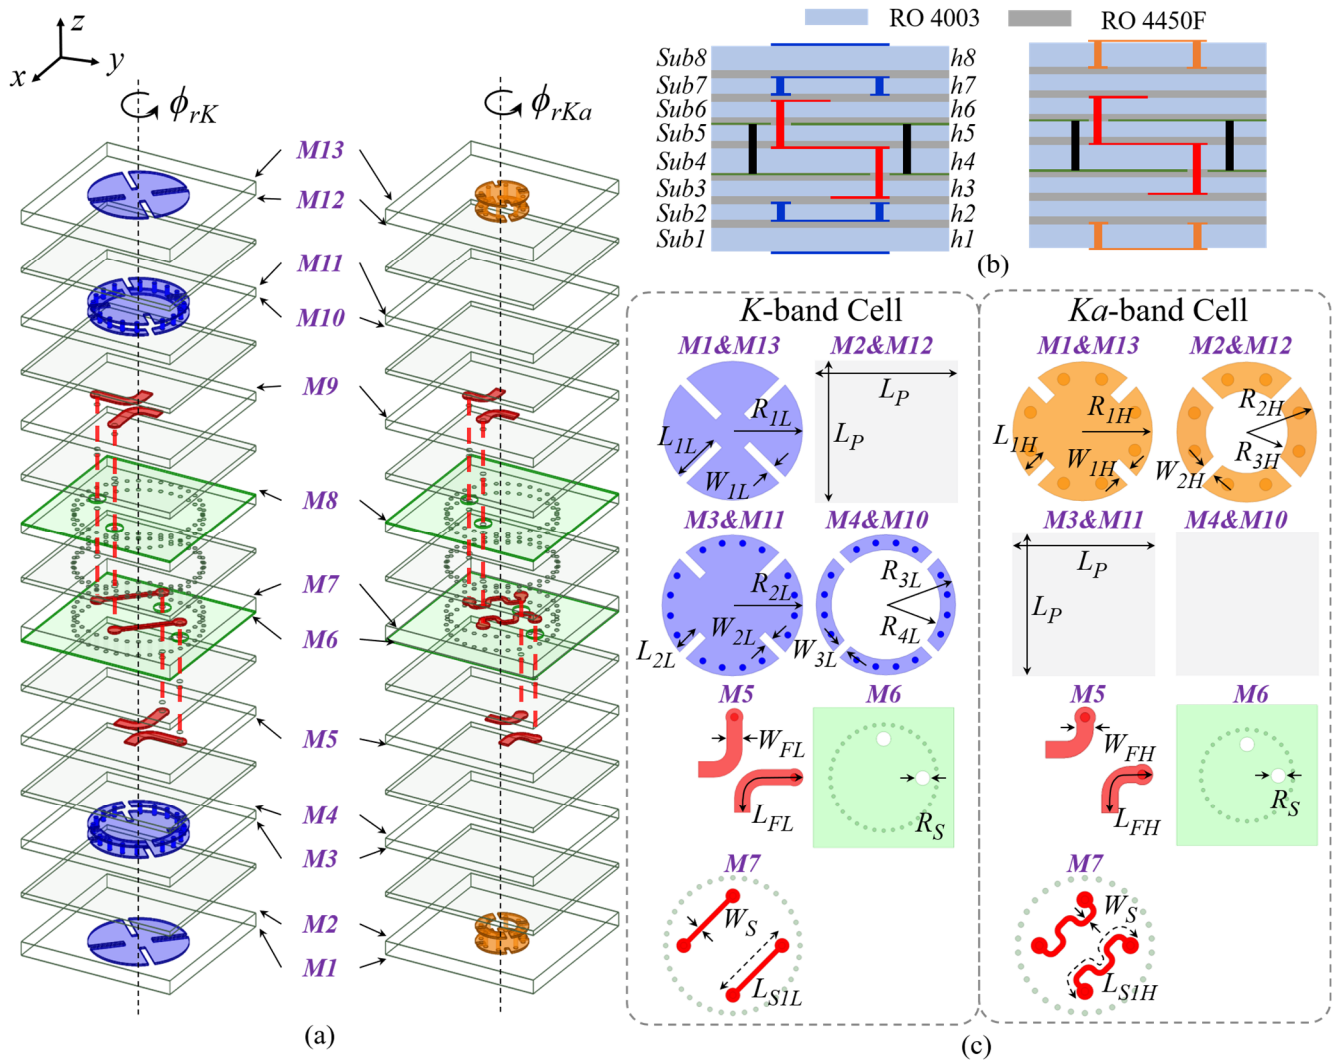 z
x
y
ϕrK
ϕrKa
M13
M12
M11
M10
M9
M8
M7
M6
M5
M4
M3
M2
M1
(a)
RO 4003
RO 4450F
Sub8
h8
Sub7
h7
Sub6
h6
Sub5
h5
Sub4
h4
Sub3
h3
Sub2
h2
Sub1
h1
(b)
K-band Cell
M1&M13
M2&M12
R1L
L1L
W1L
LP
LP
M3&M11
M4&M10
R2L
W2L
L2L
R3L
R4L
W3L
M5
M6
WFL
LFL
RS
M7
WS
LS1L
Ka-band Cell
M1&M13
M2&M12
R1H
L1H
W1H
R2H
R3H
W2H
M3&M11
M4&M10
LP
LP
M5
M6
WFH
LFH
RS
M7
WS
LS1H
(c)